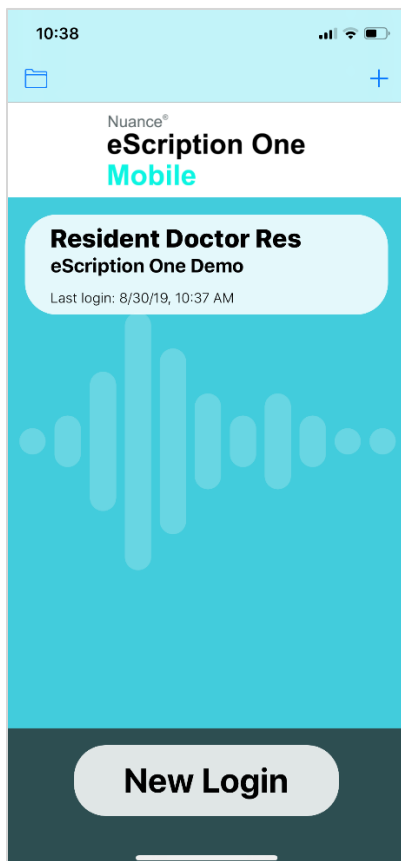 10:38
Nuance®
eScription One
Mobile
Resident Doctor Res
eScription One Demo
Last login: 8/30/19, 10:37 AM
New Login